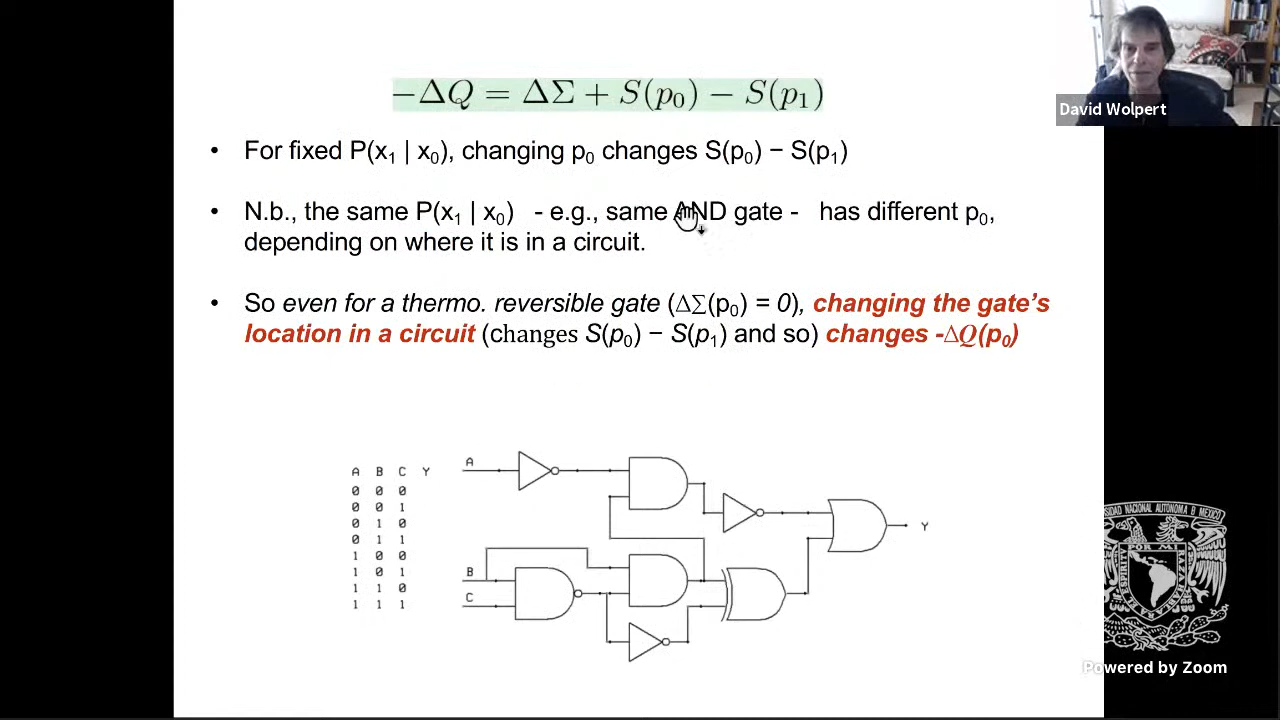 −ΔQ = ΔΣ + S(p₀) − S(p₁)
David Wolpert
• For fixed P(x₁ | x₀), changing p₀ changes S(p₀) − S(p₁)
• N.b., the same P(x₁ | x₀) - e.g., same AND gate - has different p₀,
depending on where it is in a circuit.
• So even for a thermo. reversible gate (ΔΣ(p₀) = 0), changing the gate’s
location in a circuit (changes S(p₀) − S(p₁) and so) changes -ΔQ(p₀)
A B C Y
0 0 0
0 0 1
0 1 0
0 1 1
1 0 0
1 0 1
1 1 0
1 1 1
A
B
C
Y
POR MI
Powered by Zoom